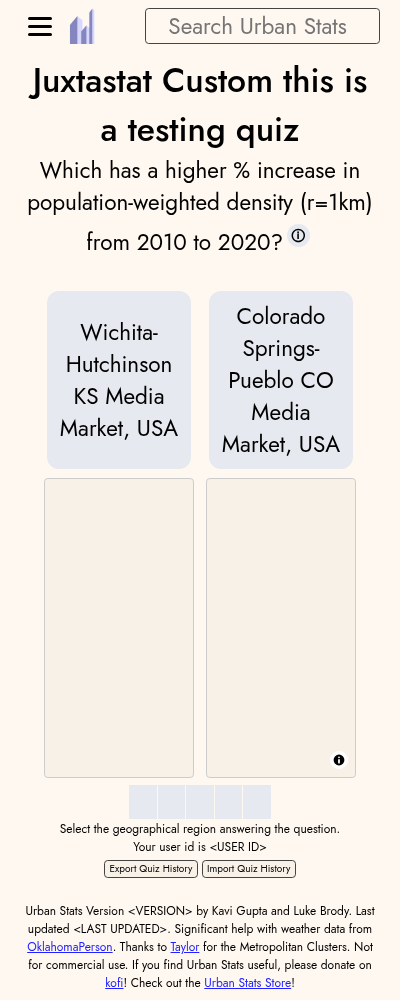 Search Urban Stats
Juxtastat Custom this is
a testing quiz
Which has a higher % increase in
population-weighted density (r=1km)
from 2010 to 2020?
Wichita-
Hutchinson
KS Media
Market, USA
Colorado
Springs-
Pueblo CO
Media
Market, USA
Select the geographical region answering the question.
Your user id is <USER ID>
Export Quiz History Import Quiz History
Urban Stats Version <VERSION> by Kavi Gupta and Luke Brody. Last
updated <LAST UPDATED>. Significant help with weather data from
OklahomaPerson. Thanks to Taylor for the Metropolitan Clusters. Not
for commercial use. If you find Urban Stats useful, please donate on
kofi! Check out the Urban Stats Store!